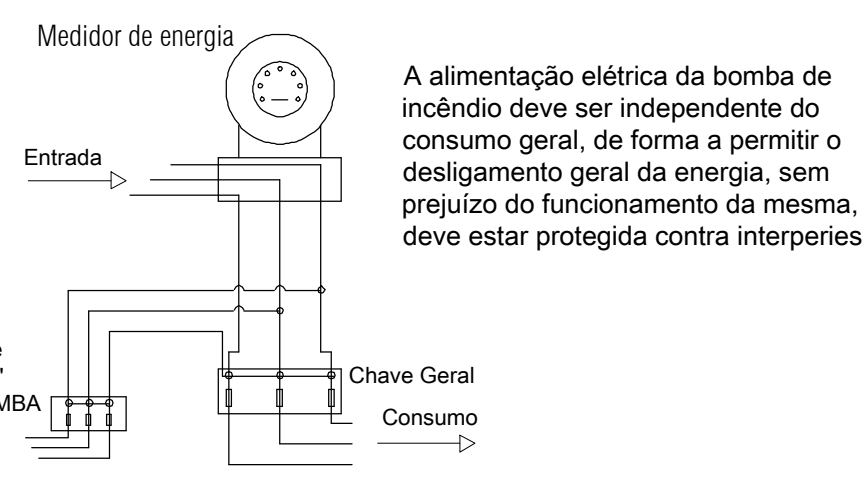 Medidor de energia
A alimentação elétrica da bomba de
incêndio deve ser independente do
consumo geral, de forma a permitir o
desligamento geral da energia, sem
prejuízo do funcionamento da mesma,
deve estar protegida contra interperies
Entrada
Chave Geral
Consumo